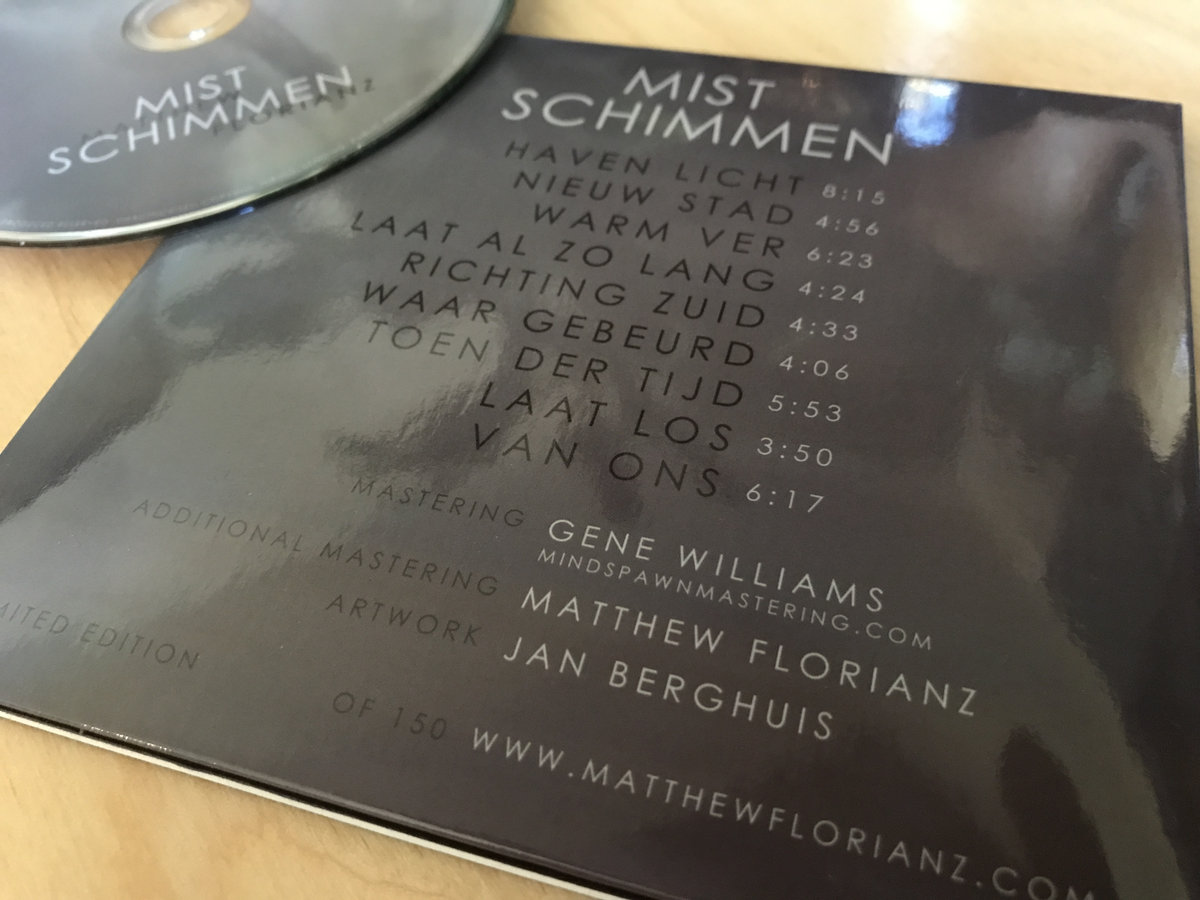 MIST
SCHIMMEN
MATTHEW
FLORIANZ
MIST
SCHIMMEN
HAVEN LICHT 8:15
NIEUW STAD 4:56
WARM VER 6:23
LAAT AL ZO LANG 4:24
RICHTING ZUID 4:33
WAAR GEBEURD 4:06
TOEN DER TIJD 5:53
LAAT LOS 3:50
VAN ONS 6:17
MASTERING GENE WILLIAMS
MINDSPAWNMASTERING.COM
ADDITIONAL MASTERING MATTHEW FLORIANZ
ARTWORK JAN BERGHUIS
EDITION
OF 150 WWW.MATTHEWFLORIANZ.COM